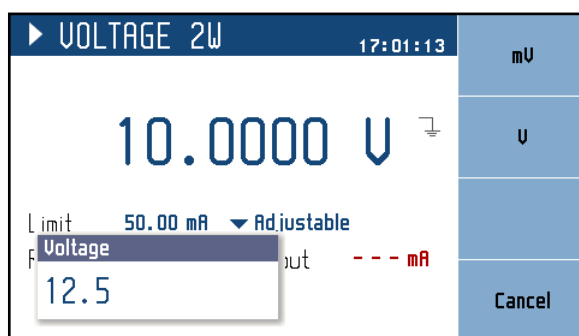 ▶ VOLTAGE 2W 17:01:13
mV
10.0000 V
V
Limit 50.00 mA ▼ Adjustable
- - - mA
Voltage
12.5
Cancel